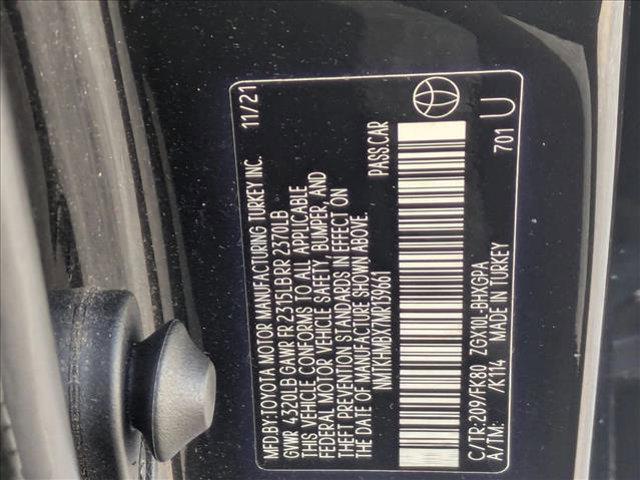 MFD.BY:TOYOTA MOTOR MANUFACTURING TURKEY INC. 11/21
GVWR 4320LB GAWR FR 2315LB RR 2370LB
THIS VEHICLE CONFORMS TO ALL APPLICABLE
FEDERAL MOTOR VEHICLE SAFETY, BUMPER, AND
THEFT PREVENTION STANDARDS IN EFFECT ON
THE DATE OF MANUFACTURE SHOWN ABOVE.
NMTKHMBX7NR139661 PASS.CAR
C/TR:209/FK80 ZGX10L-BHXGPA 701 U
A/TM: /K114 MADE IN TURKEY